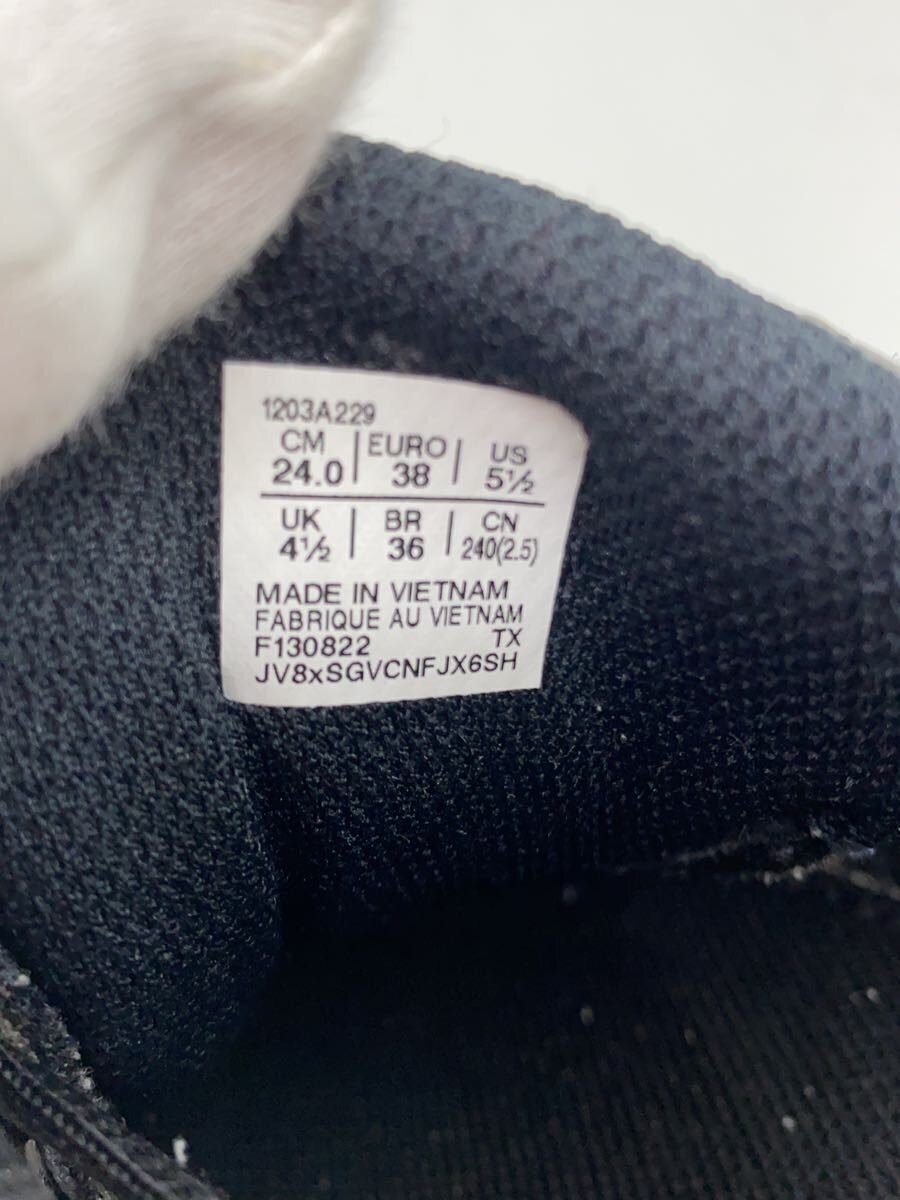 1203A229
CM | EURO | US
24.0 | 38 | 5½
UK | BR | CN
4½ | 36 | 240(2.5)
MADE IN VIETNAM
FABRIQUE AU VIETNAM
F130822 TX
JV8xSGVCNFJX6SH